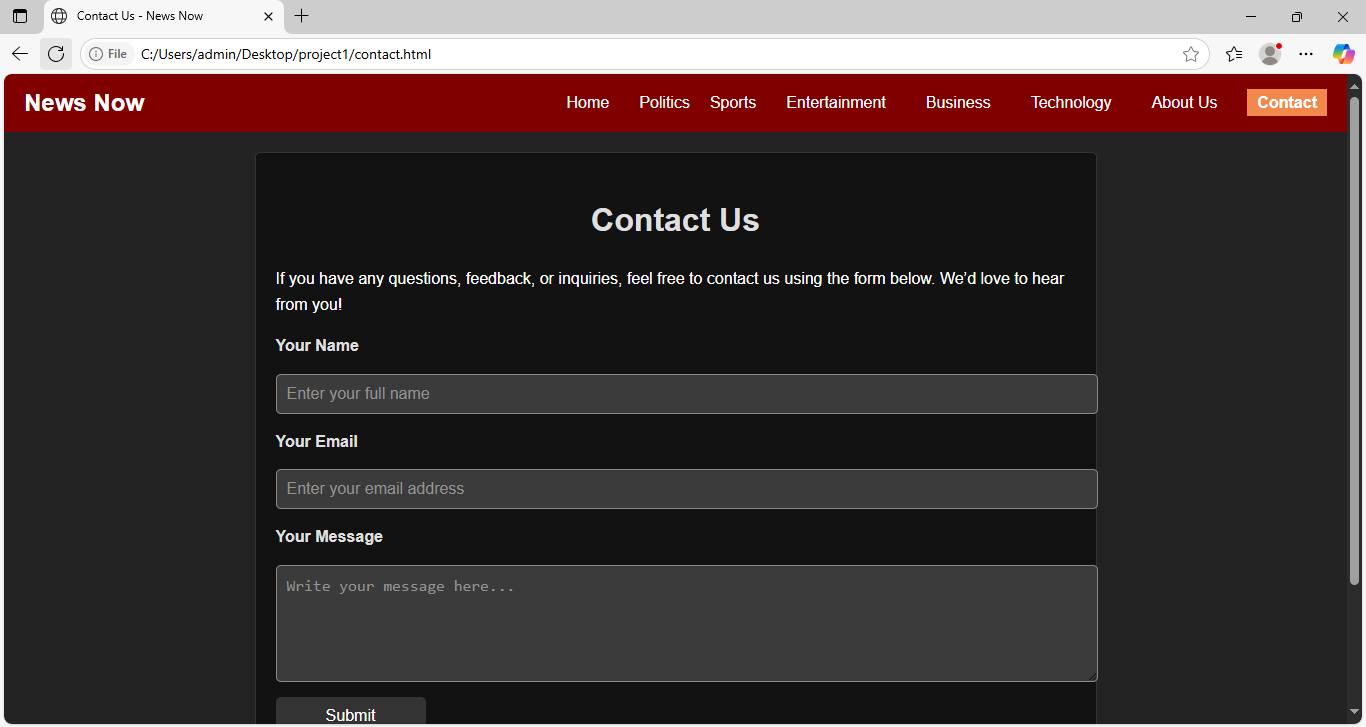 Contact Us - News Now
File C:/Users/admin/Desktop/project1/contact.html
News Now Home Politics Sports Entertainment Business Technology About Us Contact
Contact Us
If you have any questions, feedback, or inquiries, feel free to contact us using the form below. We’d love to hear
from you!
Your Name
Enter your full name
Your Email
Enter your email address
Your Message
Write your message here...
Submit